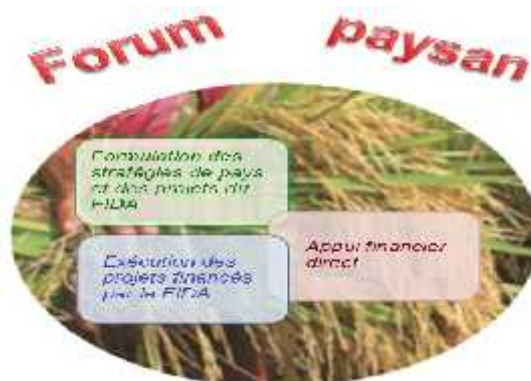 Forum paysan
Formulation des
stratégies de pays
et des projets du
FIDA
Exécution des
projets financés
par le FIDA
Appui financier
direct